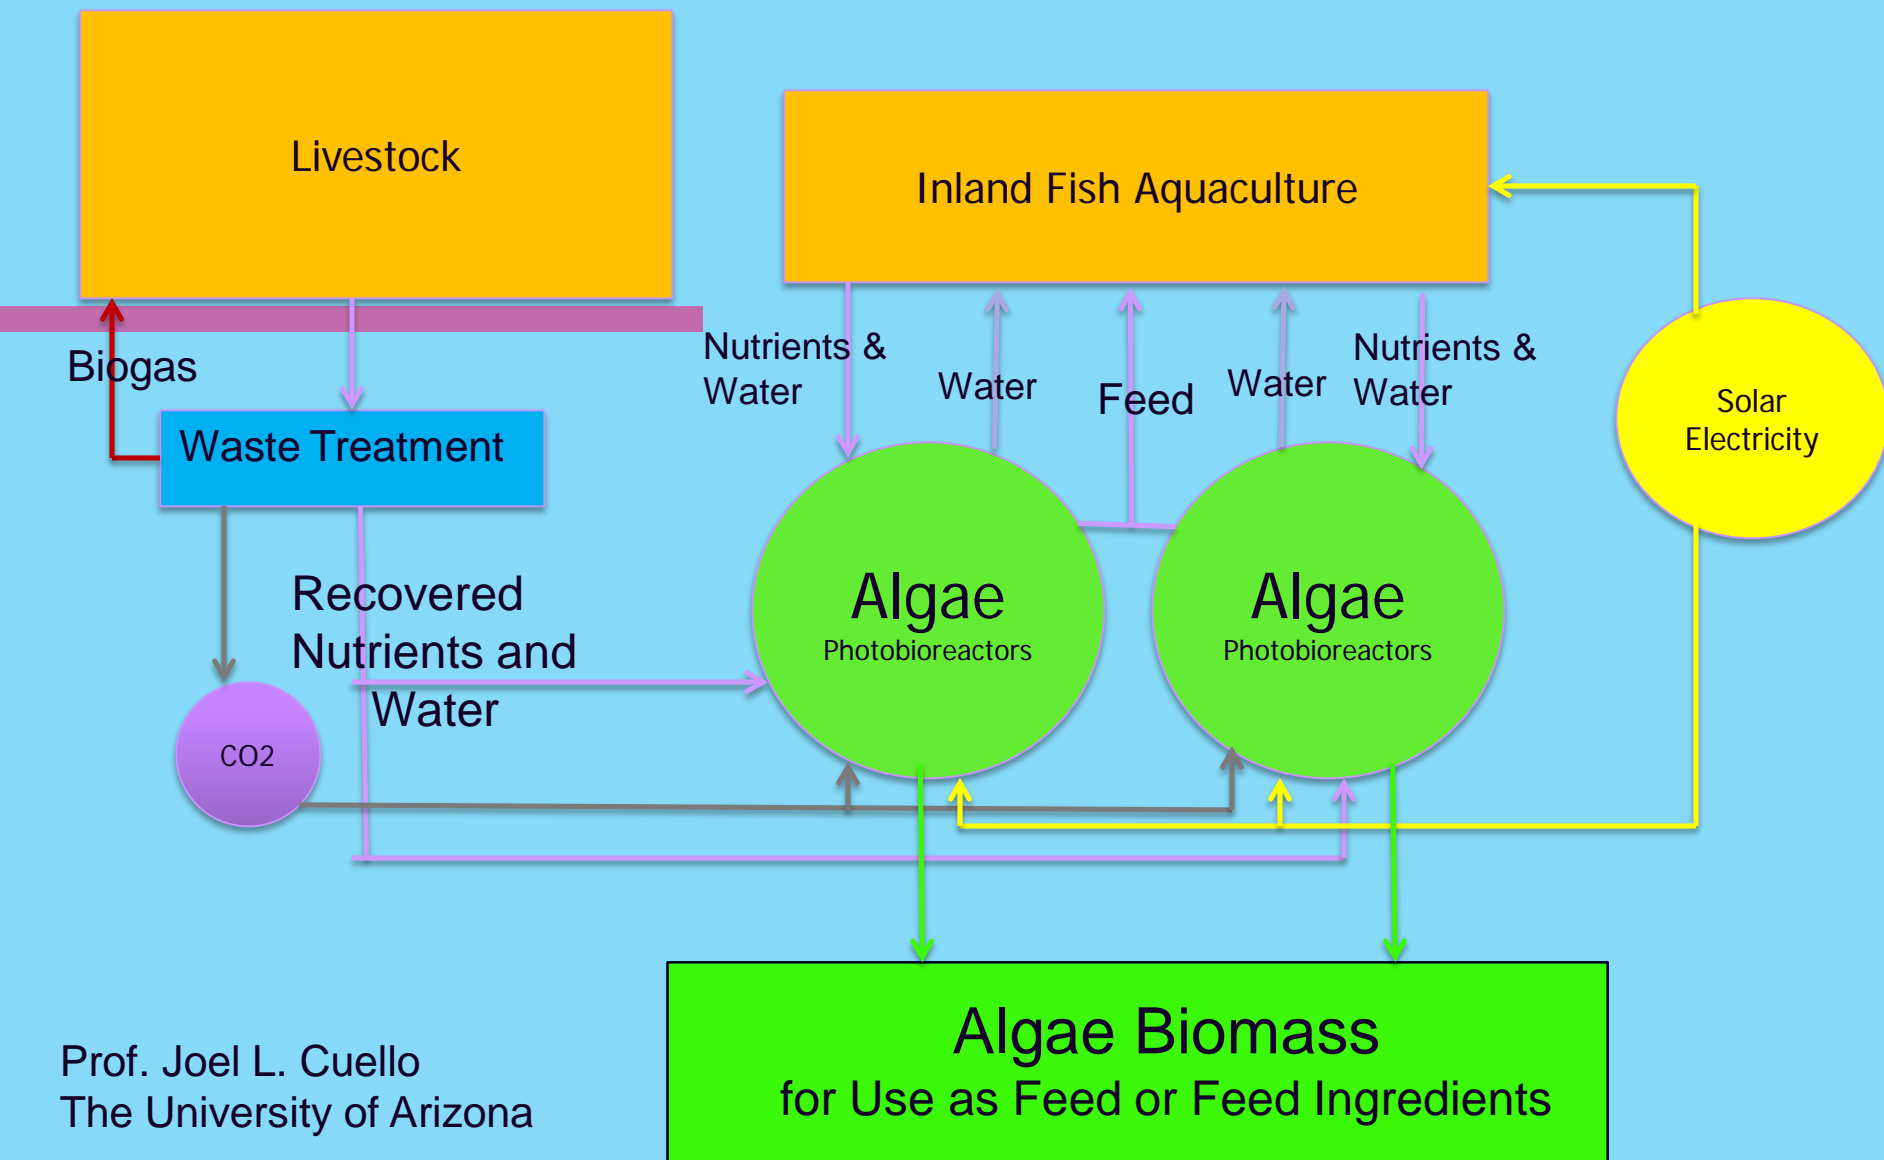 Livestock
Inland Fish Aquaculture
Biogas
Nutrients &
Water
Water
Feed
Water
Nutrients &
Water
Solar
Electricity
Waste Treatment
Recovered
Nutrients and
Water
Algae
Photobioreactors
Algae
Photobioreactors
CO2
Algae Biomass
for Use as Feed or Feed Ingredients
Prof. Joel L. Cuello
The University of Arizona